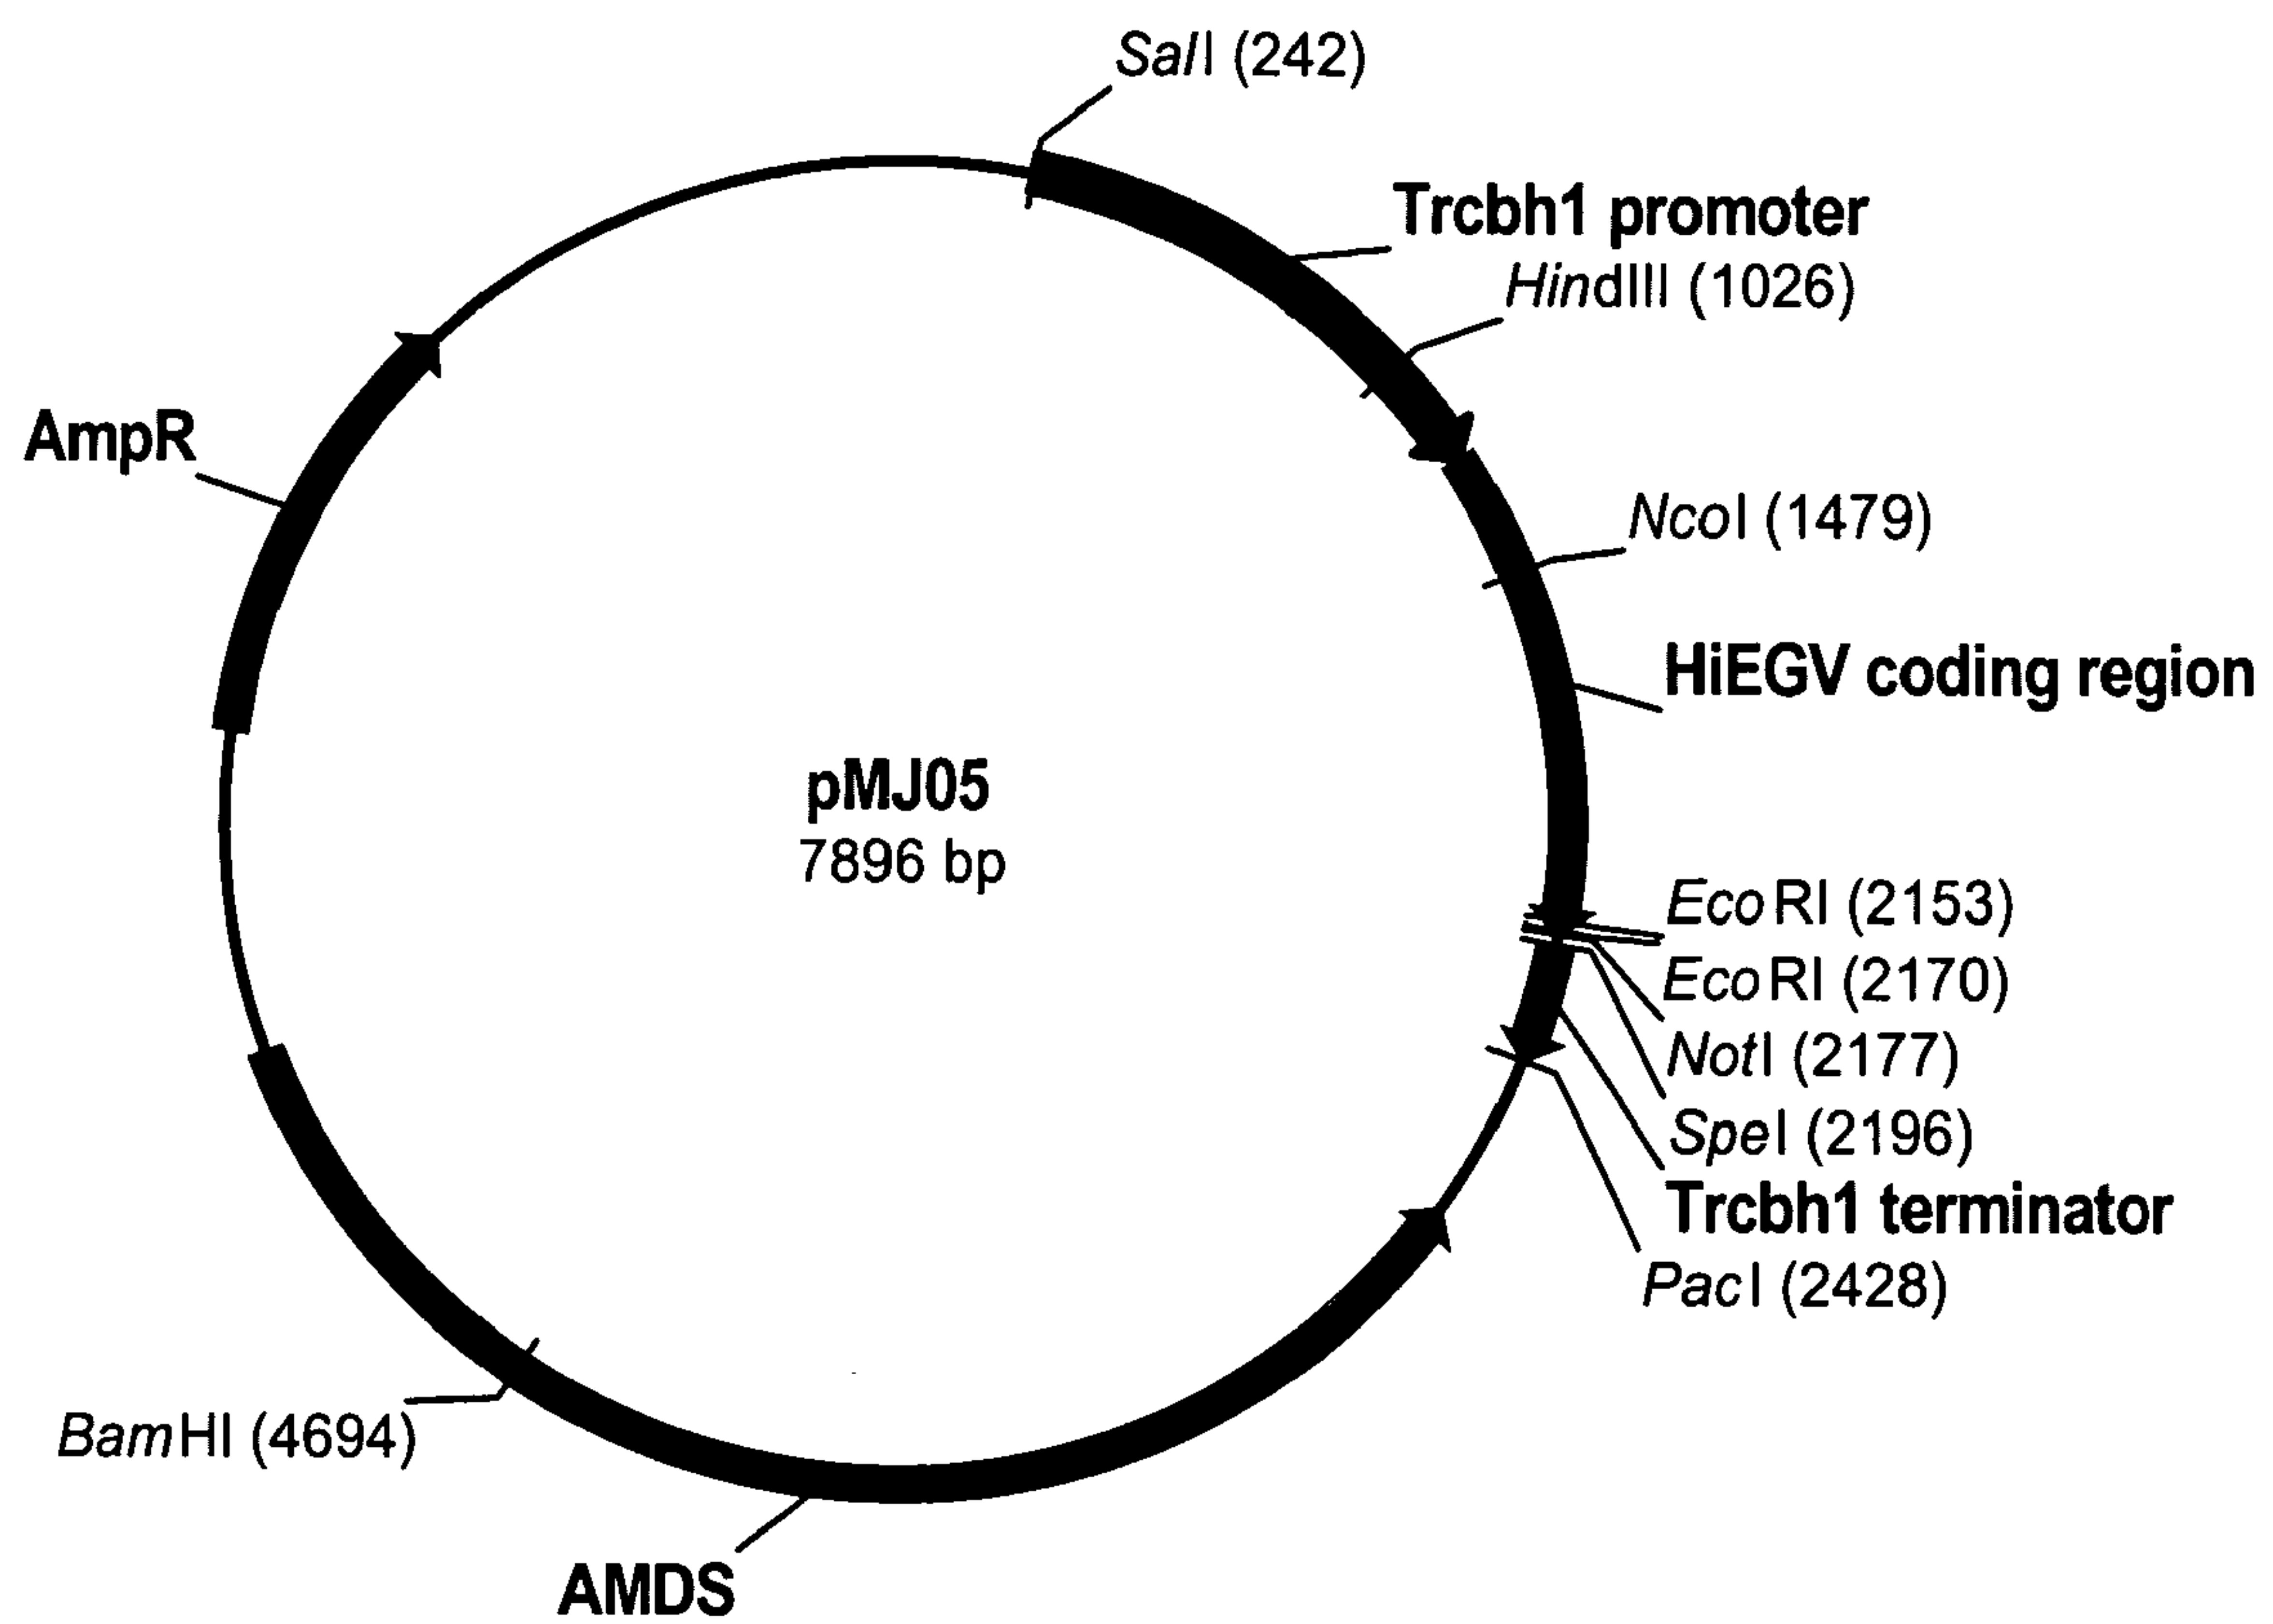 SalI (242)
Trcbh1 promoter
HindIII (1026)
AmpR
NcoI (1479)
HiEGV coding region
pMJ05
7896 bp
EcoRI (2153)
EcoRI (2170)
NotI (2177)
SpeI (2196)
Trcbh1 terminator
PacI (2428)
BamHI (4694)
AMDS